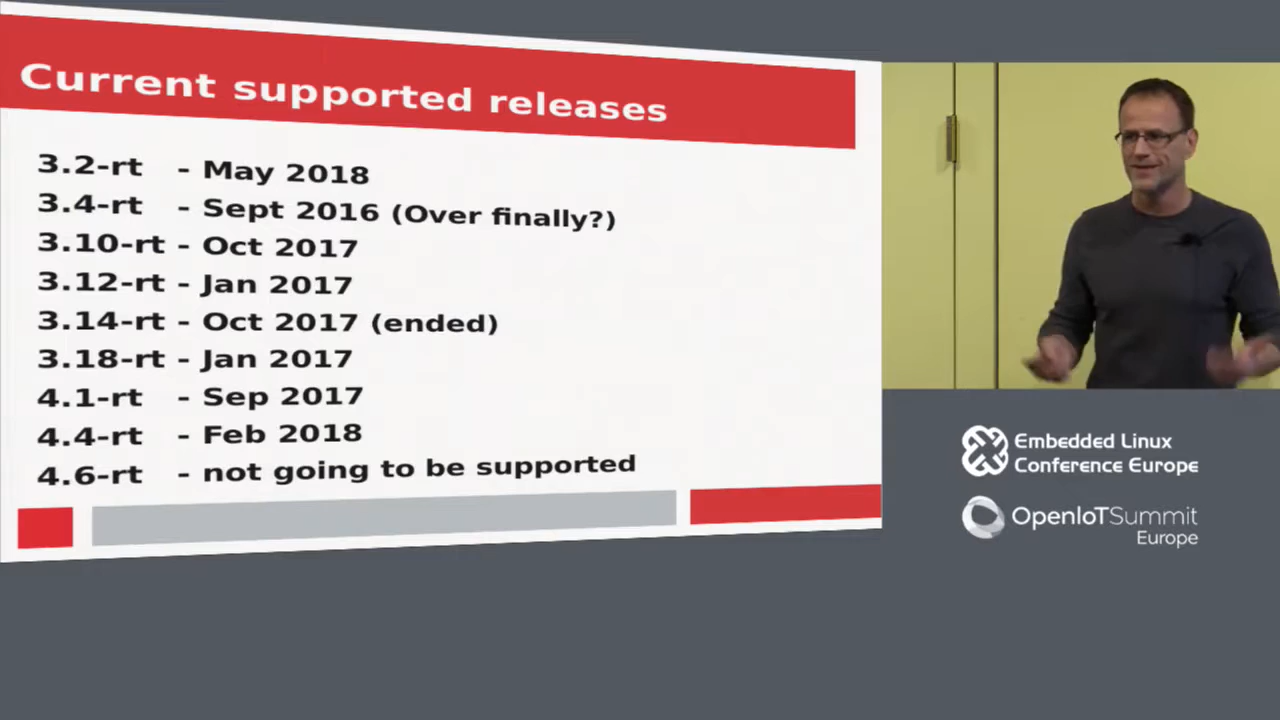 Current supported releases
3.2-rt - May 2018
3.4-rt - Sept 2016 (Over finally?)
3.10-rt - Oct 2017
3.12-rt - Jan 2017
3.14-rt - Oct 2017 (ended)
3.18-rt - Jan 2017
4.1-rt - Sep 2017
4.4-rt - Feb 2018
4.6-rt - not going to be supported
Embedded Linux
Conference Europe
OpenIoTSummit
Europe